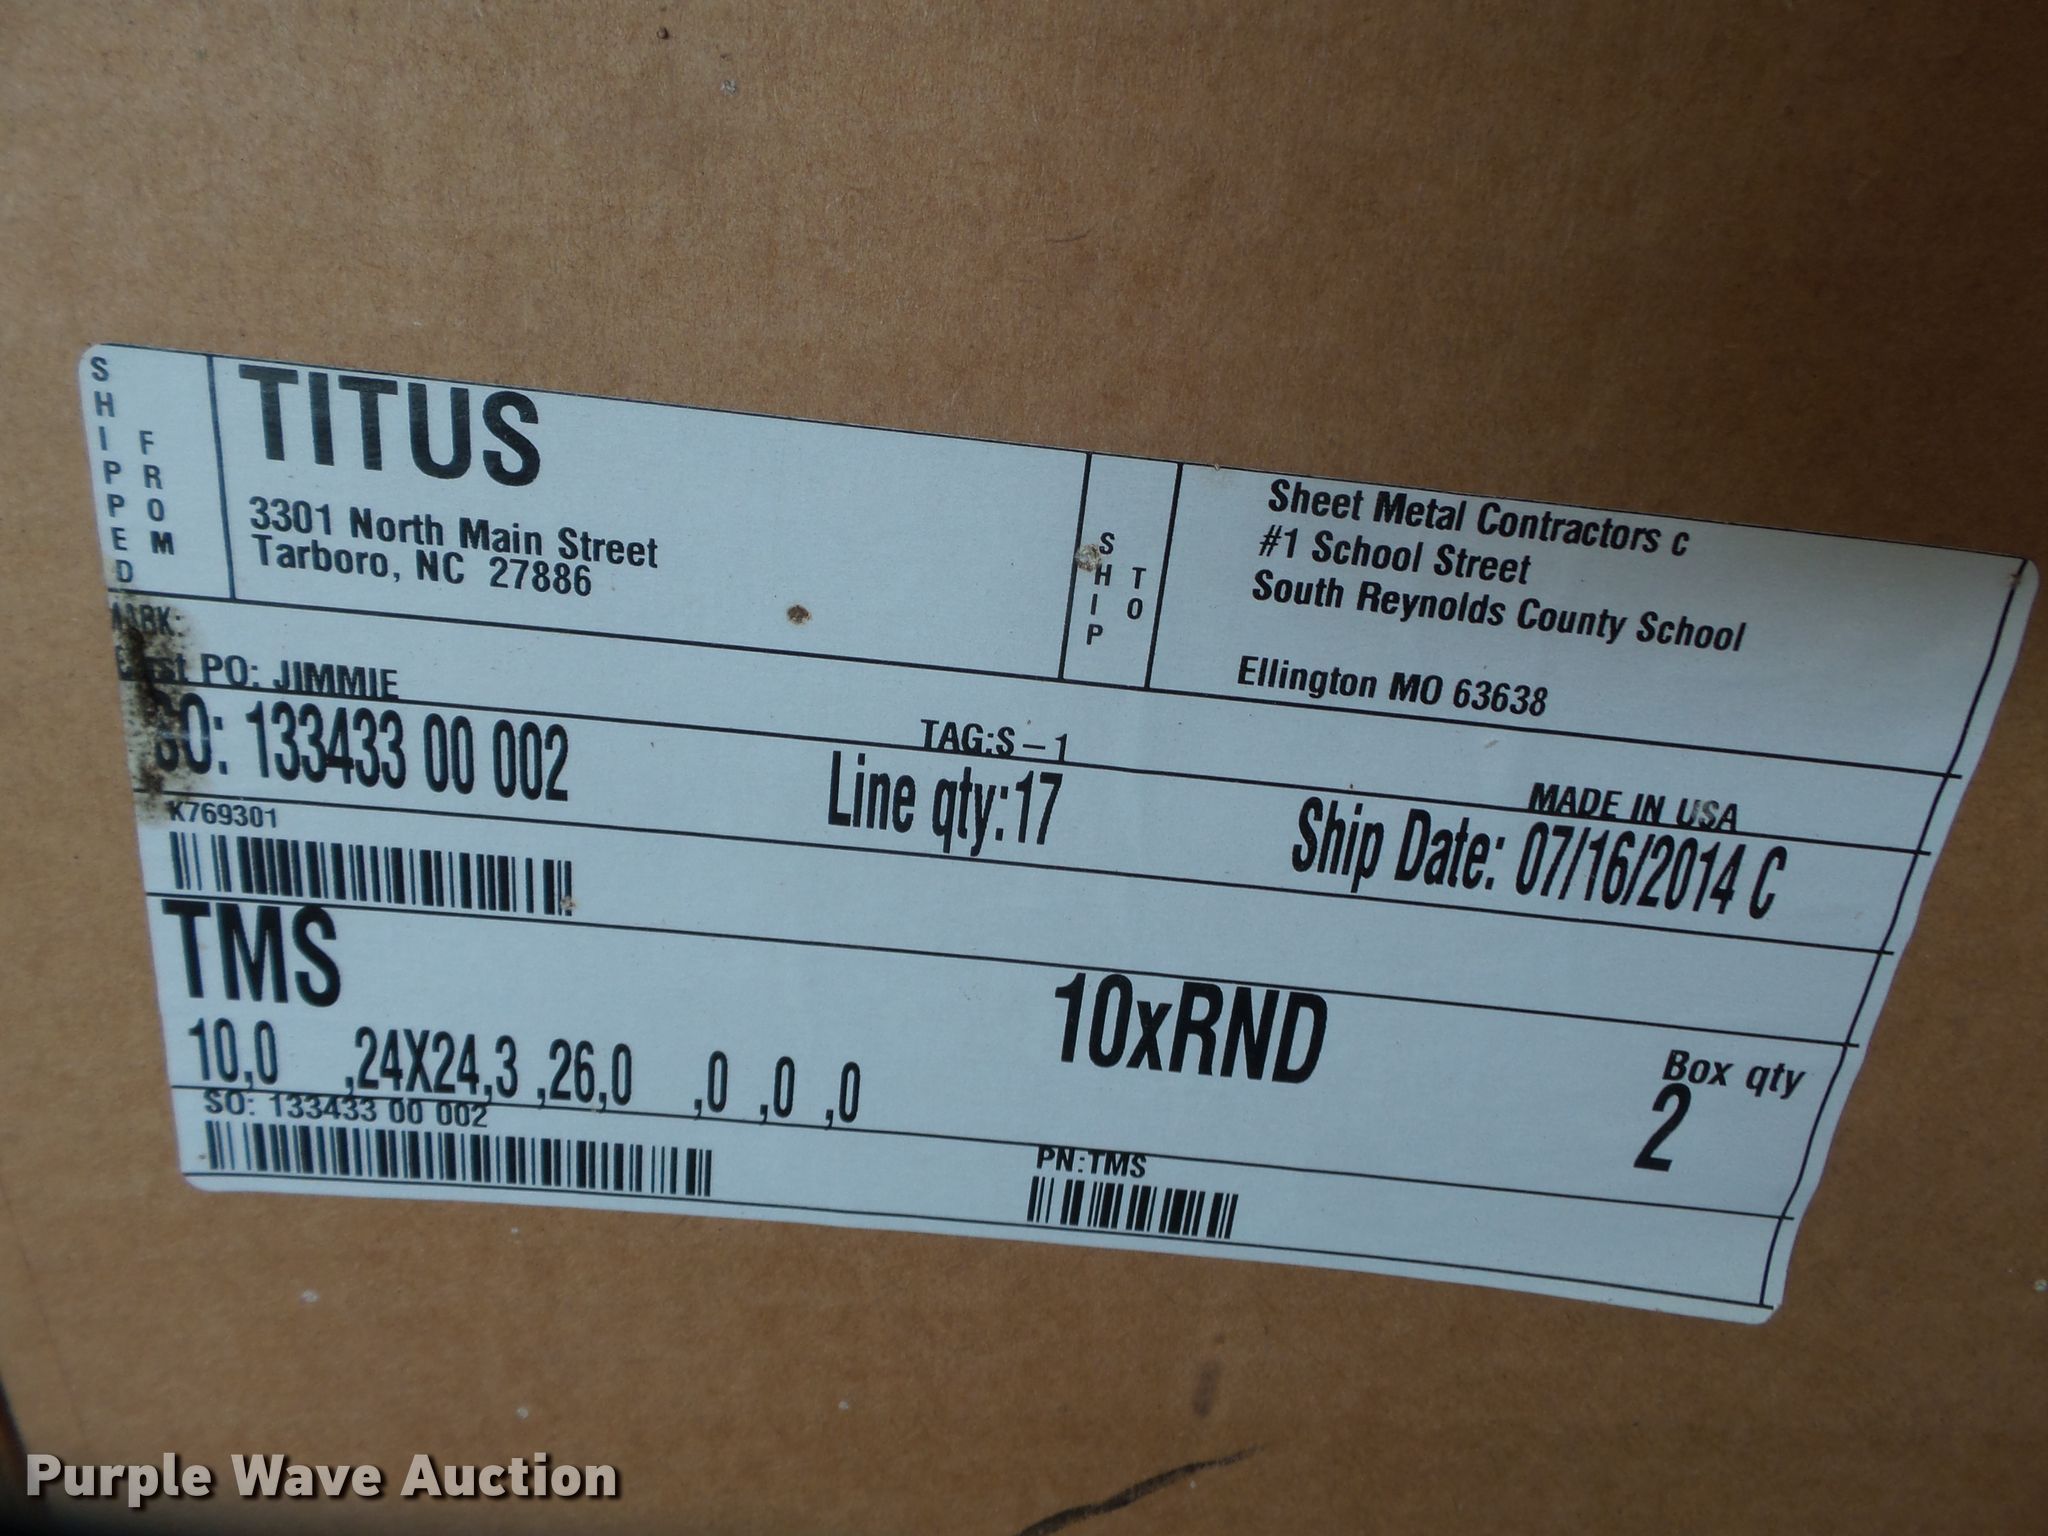 SHIPPED
FROM
TITUS
3301 North Main Street
Tarboro, NC 27886
SHIP
TO
Sheet Metal Contractors c
#1 School Street
South Reynolds County School
Ellington MO 63638
MARK:
Cust PO: JIMMIE
TAG:S-1
MADE IN USA
SO: 133433 00 002
Line qty:17
Ship Date: 07/16/2014 C
K769301
TMS
10xRND
Box qty
2
10,0 ,24X24,3 ,26,0 ,0 ,0 ,0
SO: 133433 00 002
PN:TMS
Purple Wave Auction